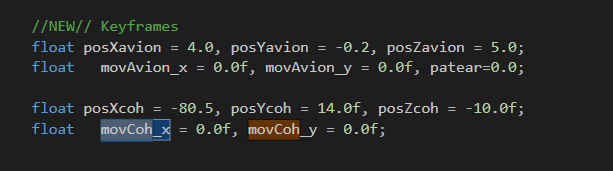 //NEW// Keyframes
float posXavion = 4.0, posYavion = -0.2, posZavion = 5.0;
float   movAvion_x = 0.0f, movAvion_y = 0.0f, patear=0.0;
float posXcoh = -80.5, posYcoh = 14.0f, posZcoh = -10.0f;
float   movCoh_x = 0.0f, movCoh_y = 0.0f;